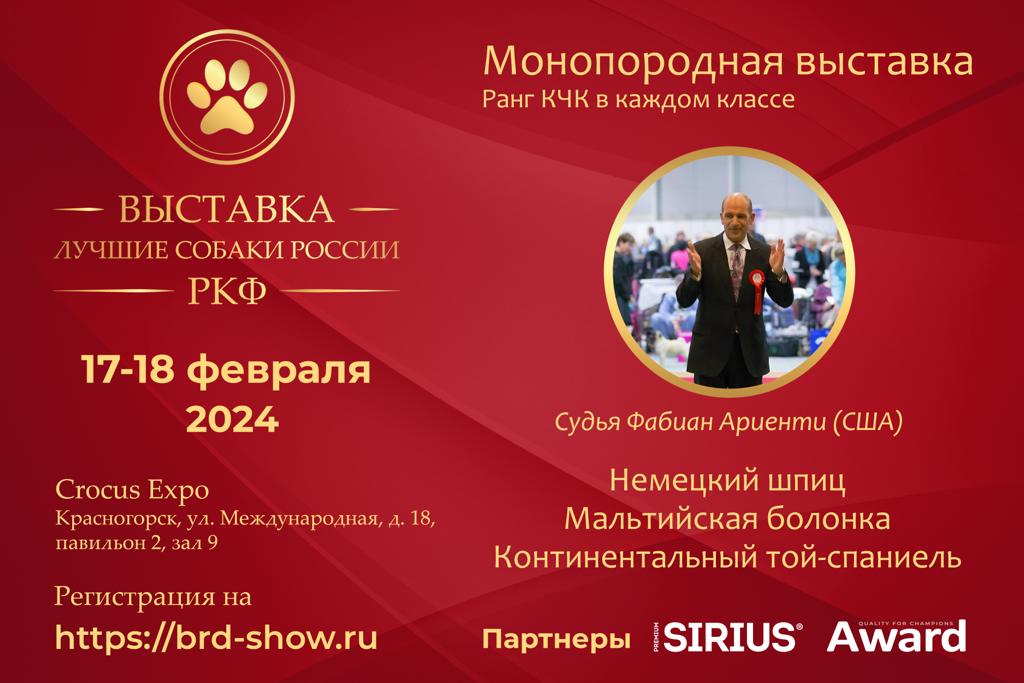 ВЫСТАВКА
ЛУЧШИЕ СОБАКИ РОССИИ
РКФ
17-18 февраля
2024
Crocus Expo
Красногорск, ул. Международная, д. 18,
павильон 2, зал 9
Регистрация на
https://brd-show.ru
Монопородная выставка
Ранг КЧК в каждом классе
Судья Фабиан Ариенти (США)
Немецкий шпиц
Мальтийская болонка
Континентальный той-спаниель
Партнеры
PREMIUM SIRIUS®
QUALITY FOR CHAMPIONS
Award